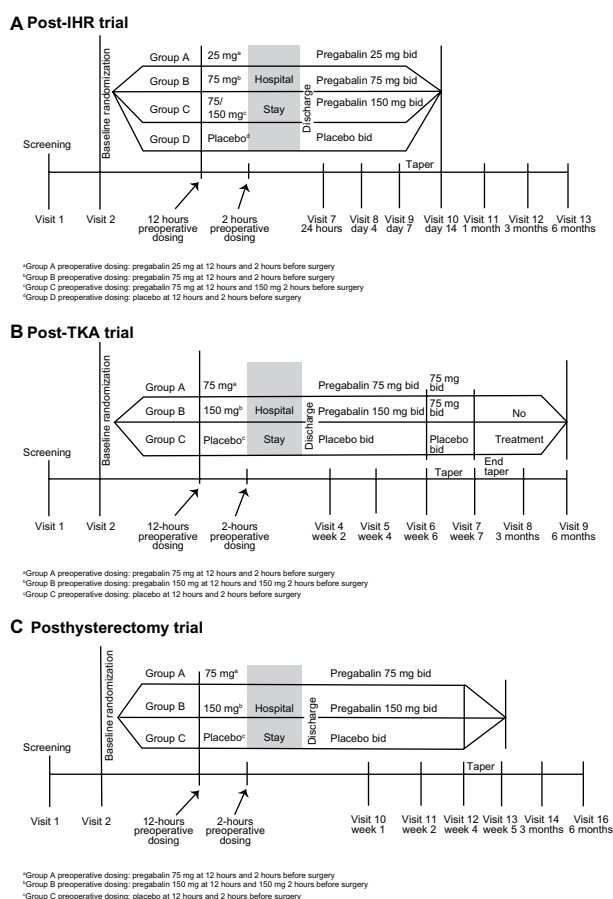 A Post-IHR trial
Baseline randomization
Group A
25 mgᵃ
Pregabalin 25 mg bid
Group B
75 mgᵇ
Hospital
Pregabalin 75 mg bid
Group C
75/
150 mgᶜ
Stay
Discharge
Pregabalin 150 mg bid
Group D
Placeboᵈ
Placebo bid
Screening
Taper
Visit 1
Visit 2
12 hours
preoperative
dosing
2 hours
preoperative
dosing
Visit 7
24 hours
Visit 8
day 4
Visit 9
day 7
Visit 10
day 14
Visit 11
1 month
Visit 12
3 months
Visit 13
6 months
ᵃGroup A preoperative dosing: pregabalin 25 mg at 12 hours and 2 hours before surgery
ᵇGroup B preoperative dosing: pregabalin 75 mg at 12 hours and 2 hours before surgery
ᶜGroup C preoperative dosing: pregabalin 75 mg at 12 hours and 150 mg 2 hours before surgery
ᵈGroup D preoperative dosing: placebo at 12 hours and 2 hours before surgery
B Post-TKA trial
Baseline randomization
Group A
75 mgᵃ
Pregabalin 75 mg bid
75 mg
bid
Group B
150 mgᵇ
Hospital
Discharge
Pregabalin 150 mg bid
75 mg
bid
No
Group C
Placeboᶜ
Stay
Placebo bid
Placebo
bid
Treatment
Screening
Taper
End
taper
Visit 1
Visit 2
12-hours
preoperative
dosing
2-hours
preoperative
dosing
Visit 4
week 2
Visit 5
week 4
Visit 6
week 6
Visit 7
week 7
Visit 8
3 months
Visit 9
6 months
ᵃGroup A preoperative dosing: pregabalin 75 mg at 12 hours and 2 hours before surgery
ᵇGroup B preoperative dosing: pregabalin 150 mg at 12 hours and 150 mg 2 hours before surgery
ᶜGroup C preoperative dosing: placebo at 12 hours and 2 hours before surgery
C Posthysterectomy trial
Baseline randomization
Group A
75 mgᵃ
Pregabalin 75 mg bid
Group B
150 mgᵇ
Hospital
Discharge
Pregabalin 150 mg bid
Group C
Placeboᶜ
Stay
Placebo bid
Screening
Taper
Visit 1
Visit 2
12-hours
preoperative
dosing
2-hours
preoperative
dosing
Visit 10
week 1
Visit 11
week 2
Visit 12
week 4
Visit 13
week 5
Visit 14
3 months
Visit 16
6 months
ᵃGroup A preoperative dosing: pregabalin 75 mg at 12 hours and 2 hours before surgery
ᵇGroup B preoperative dosing: pregabalin 150 mg at 12 hours and 150 mg 2 hours before surgery
ᶜGroup C preoperative dosing: placebo at 12 hours and 2 hours before surgery